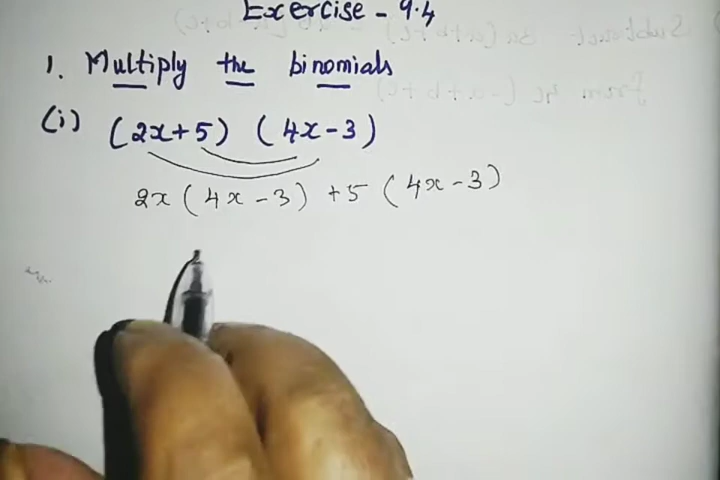 Exercise - 9.4
1. Multiply the binomials
(i) (2x+5) (4x-3)
2x (4x-3) +5 (4x-3)